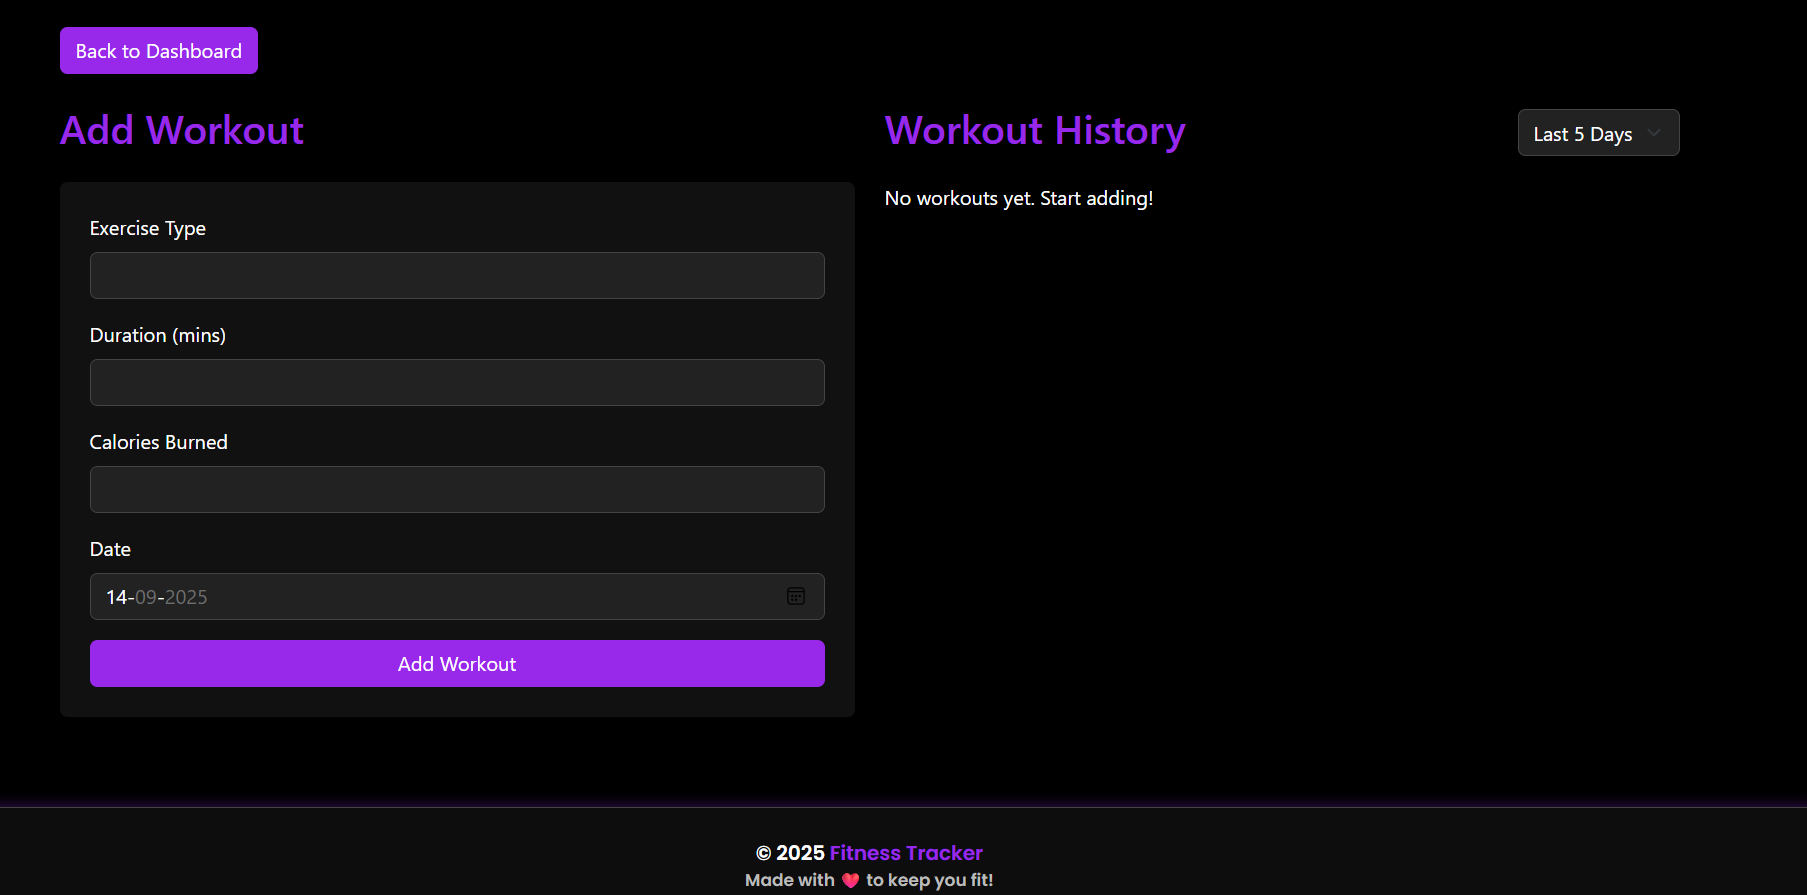 Back to Dashboard
Add Workout
Exercise Type
Duration (mins)
Calories Burned
Date
14-09-2025
Add Workout
Workout History
Last 5 Days
No workouts yet. Start adding!
© 2025 Fitness Tracker
Made with ❤️ to keep you fit!